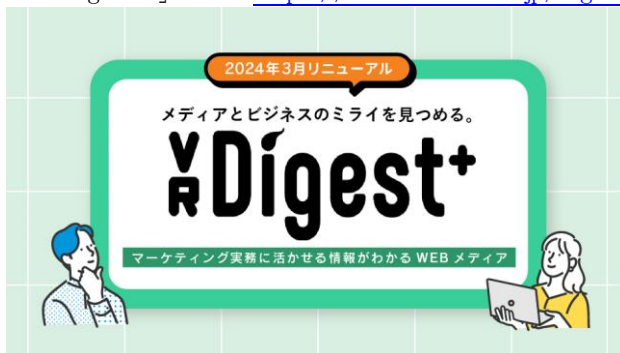 2024年3月リニューアル
メディアとビジネスのミライを見つめる。
VR Digest+
マーケティング実務に活かせる情報がわかる WEB メディア